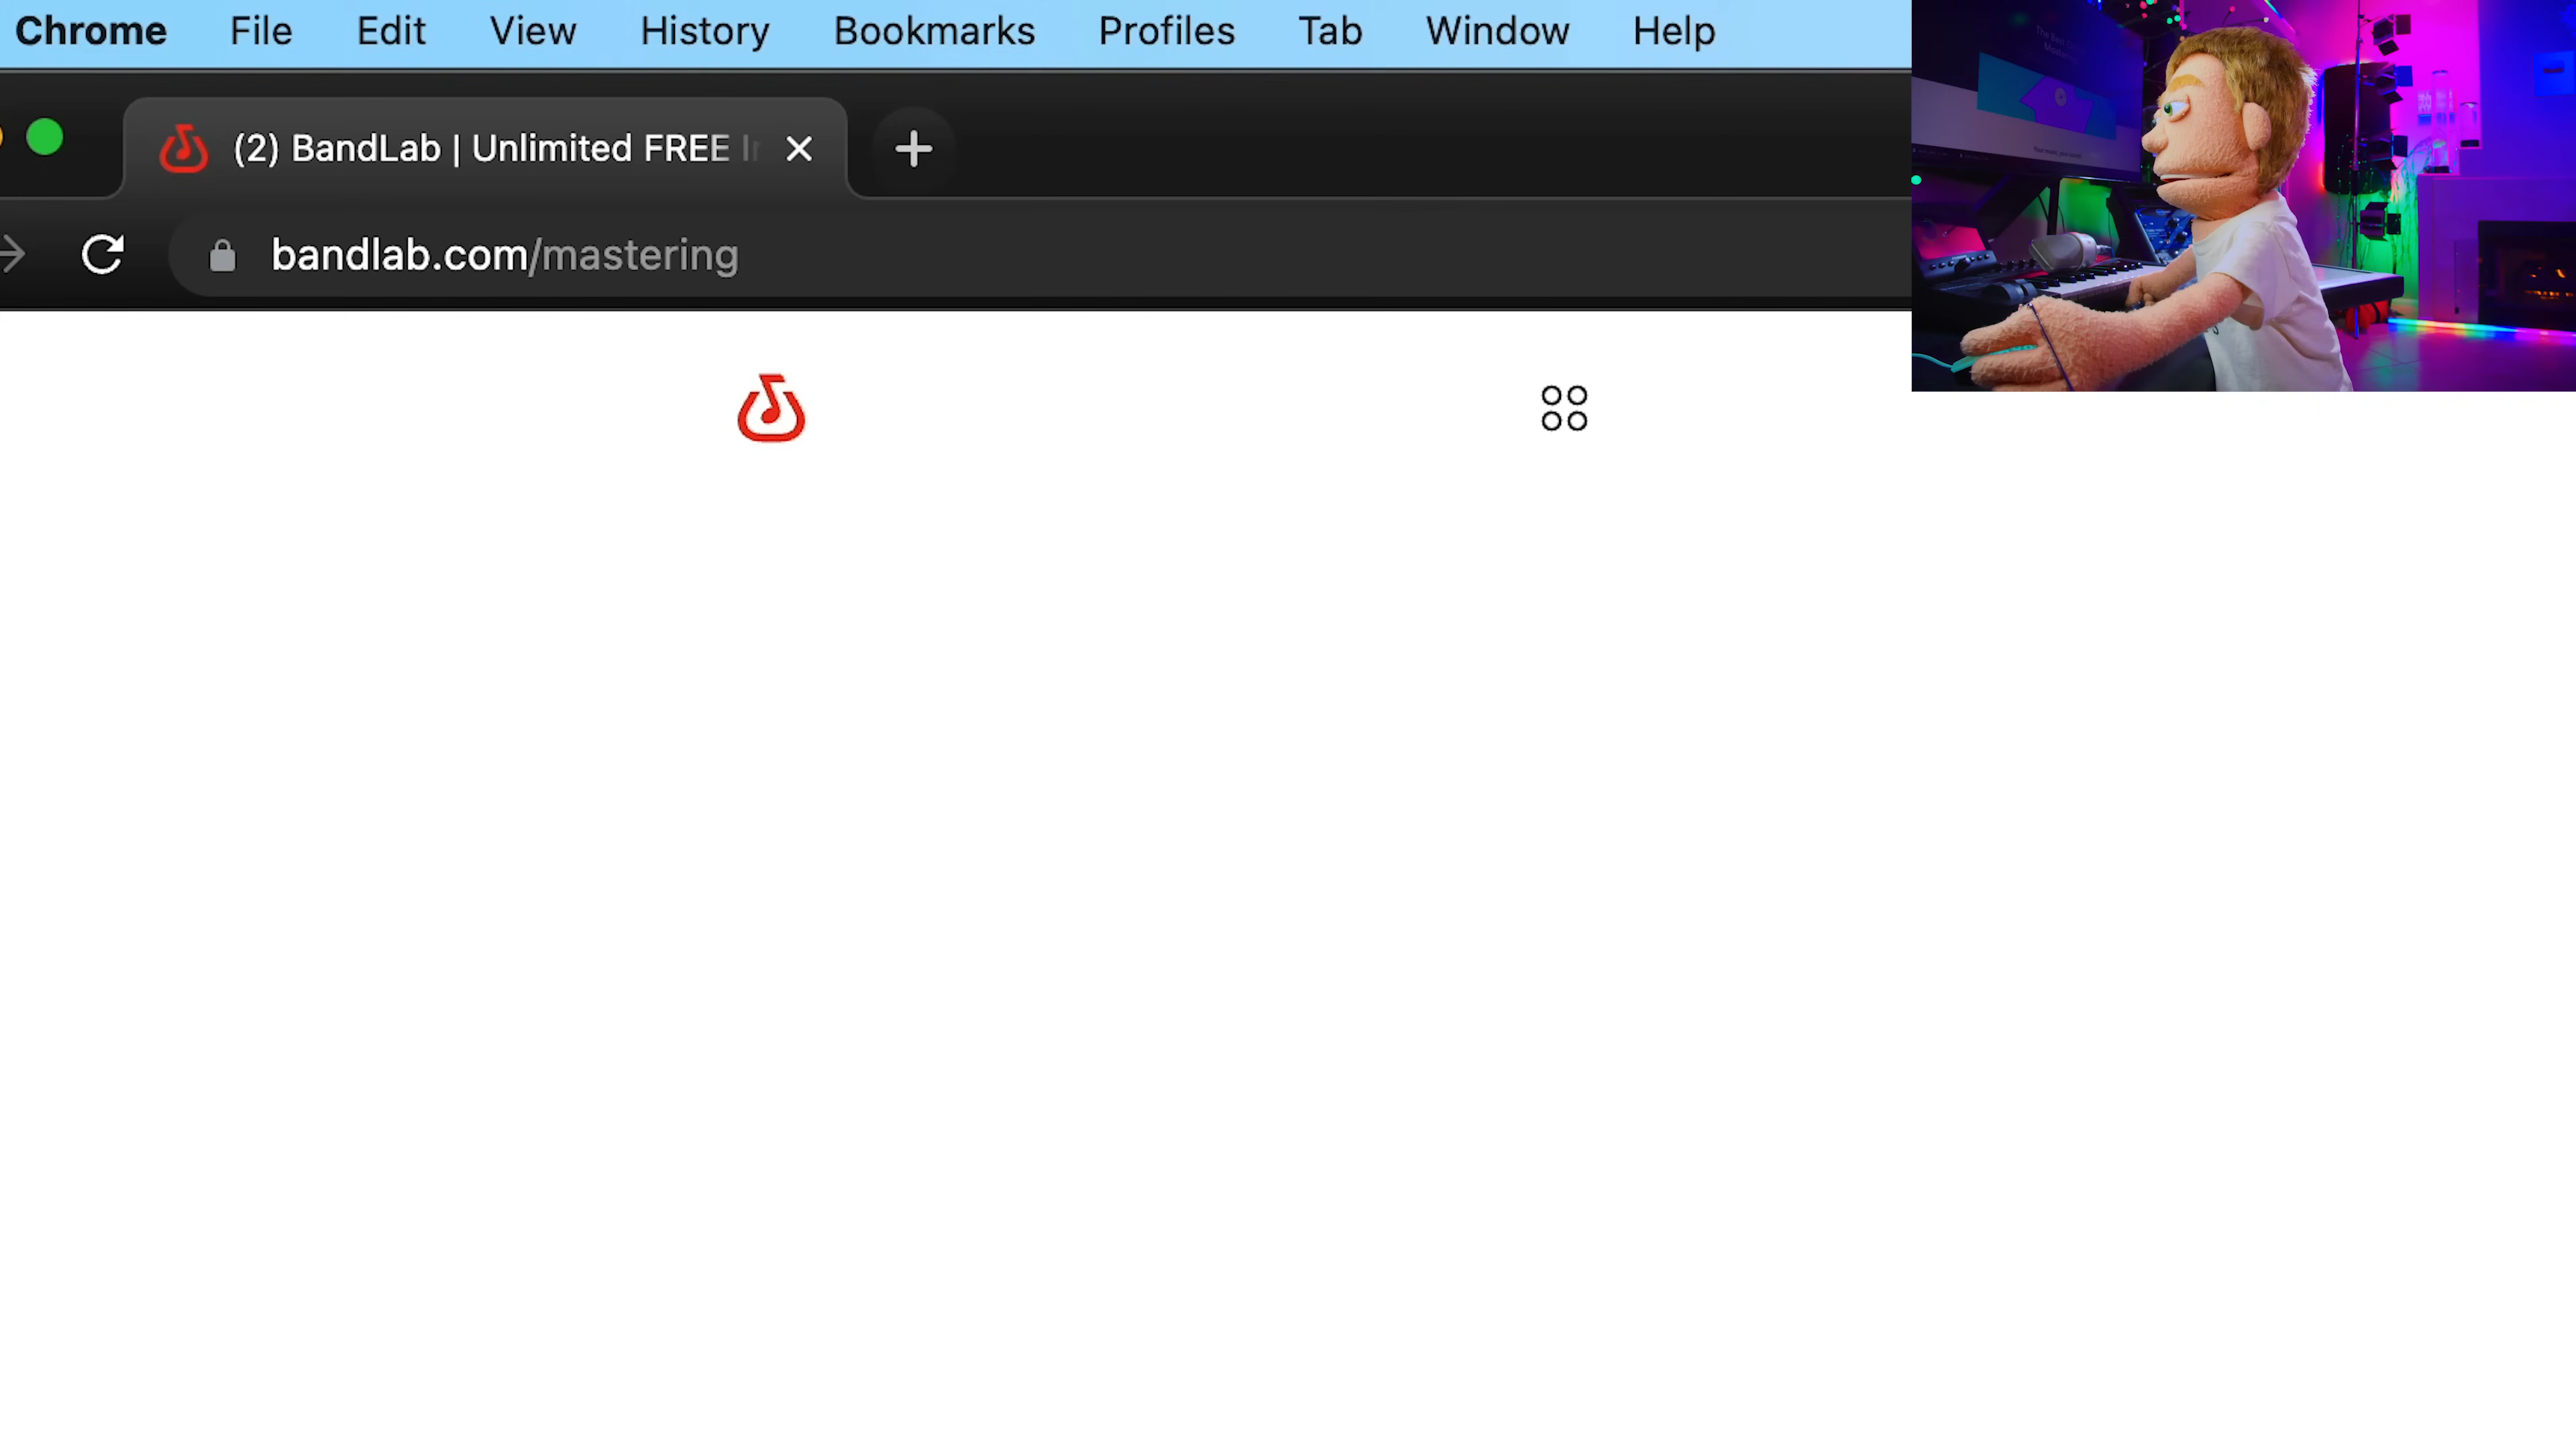 Chrome File Edit View History Bookmarks Profiles Tab Window Help
(2) BandLab | Unlimited FREE
bandlab.com/mastering